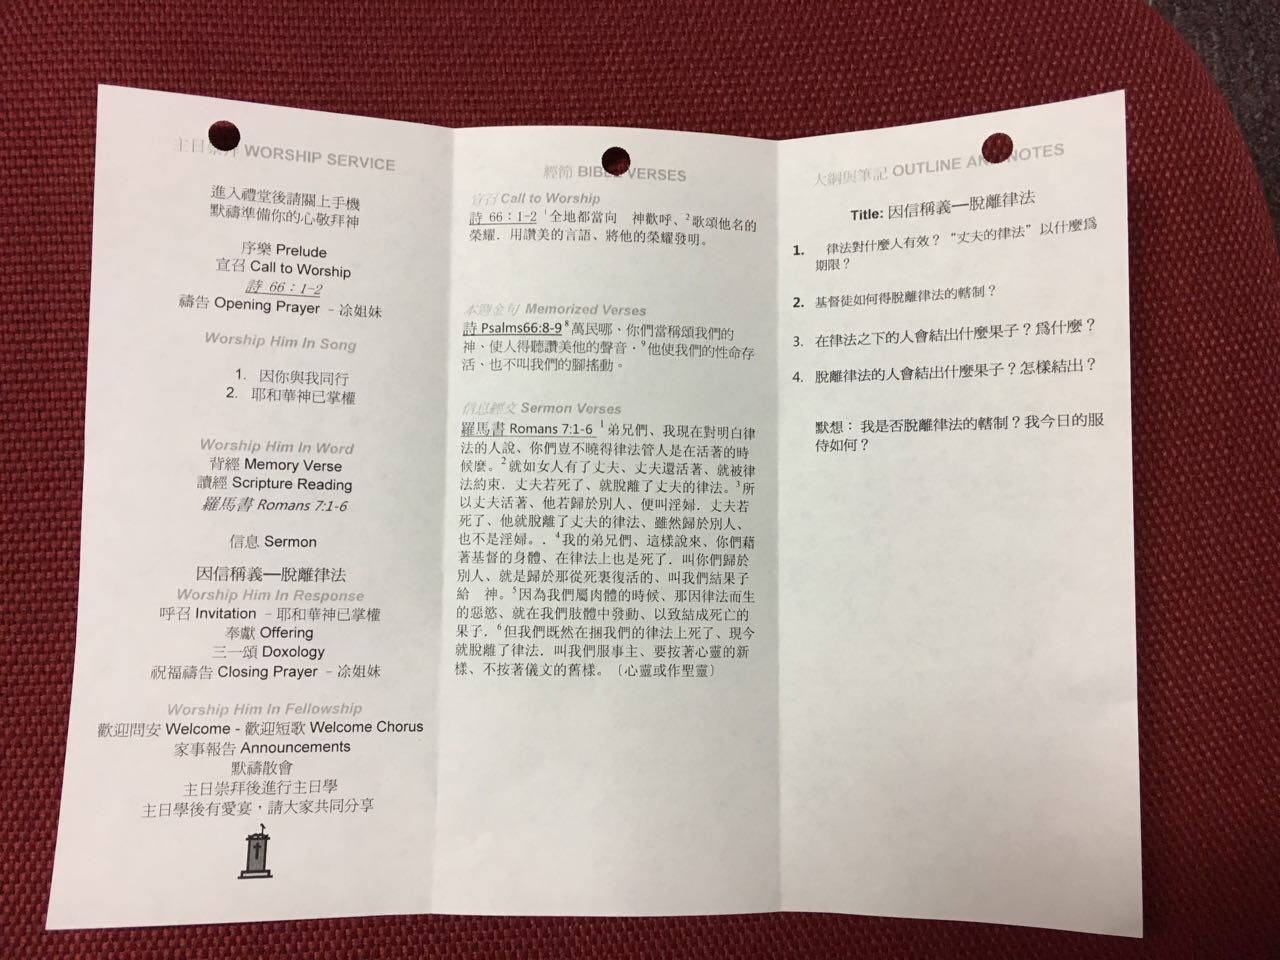 主日崇拜 WORSHIP SERVICE
進入禮堂後請關上手機
默禱準備你的心敬拜神
序樂 Prelude
宣召 Call to Worship
詩 66：1-2
禱告 Opening Prayer – 凃姐妹
Worship Him In Song
1. 因你與我同行
2. 耶和華神已掌權
Worship Him In Word
背經 Memory Verse
讀經 Scripture Reading
羅馬書 Romans 7:1-6
信息 Sermon
因信稱義—脫離律法
Worship Him In Response
呼召 Invitation – 耶和華神已掌權
奉獻 Offering
三一頌 Doxology
祝福禱告 Closing Prayer – 凃姐妹
Worship Him In Fellowship
歡迎問安 Welcome - 歡迎短歌 Welcome Chorus
家事報告 Announcements
默禱散會
主日崇拜後進行主日學
主日學後有愛宴，請大家共同分享
經節 BIBLE VERSES
宣召 Call to Worship
詩 66：1-2 ¹全地都當向　神歡呼、²歌頌他名的
榮耀．用讚美的言語、將他的榮耀發明。
本週金句 Memorized Verses
詩 Psalms66:8-9 ⁸萬民哪、你們當稱頌我們的
神、使人得聽讚美他的聲音．⁹他使我們的性命存
活、也不叫我們的腳搖動。
信息經文 Sermon Verses
羅馬書 Romans 7:1-6 ¹弟兄們、我現在對明白律
法的人說、你們豈不曉得律法管人是在活著的時
候麼。²就如女人有了丈夫、丈夫還活著、就被律
法約束．丈夫若死了、就脫離了丈夫的律法。³所
以丈夫活著、他若歸於別人、便叫淫婦．丈夫若
死了、他就脫離了丈夫的律法、雖然歸於別人、
也不是淫婦。．⁴我的弟兄們、這樣說來、你們藉
著基督的身體、在律法上也是死了．叫你們歸於
別人、就是歸於那從死裏復活的、叫我們結果子
給　神。⁵因為我們屬肉體的時候、那因律法而生
的惡慾、就在我們肢體中發動、以致結成死亡的
果子．⁶但我們既然在捆我們的律法上死了、現今
就脫離了律法．叫我們服事主、要按著心靈的新
樣、不按著儀文的舊樣。〔心靈或作聖靈〕
大綱與筆記 OUTLINE AND NOTES
Title: 因信稱義—脫離律法
1. 律法對什麼人有效？“丈夫的律法”以什麼爲
期限？
2. 基督徒如何得脫離律法的轄制？
3. 在律法之下的人會結出什麼果子？爲什麼？
4. 脫離律法的人會結出什麼果子？怎樣結出？
默想： 我是否脫離律法的轄制？我今日的服
侍如何？